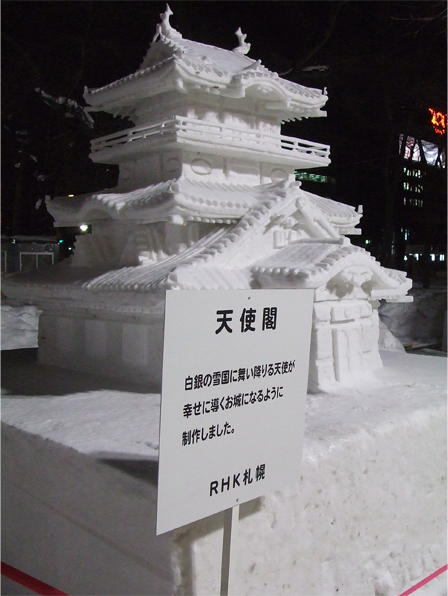 天使閣
白銀の雪国に舞い降りる天使が
幸せに導くお城になるように
制作しました。
RHK札幌